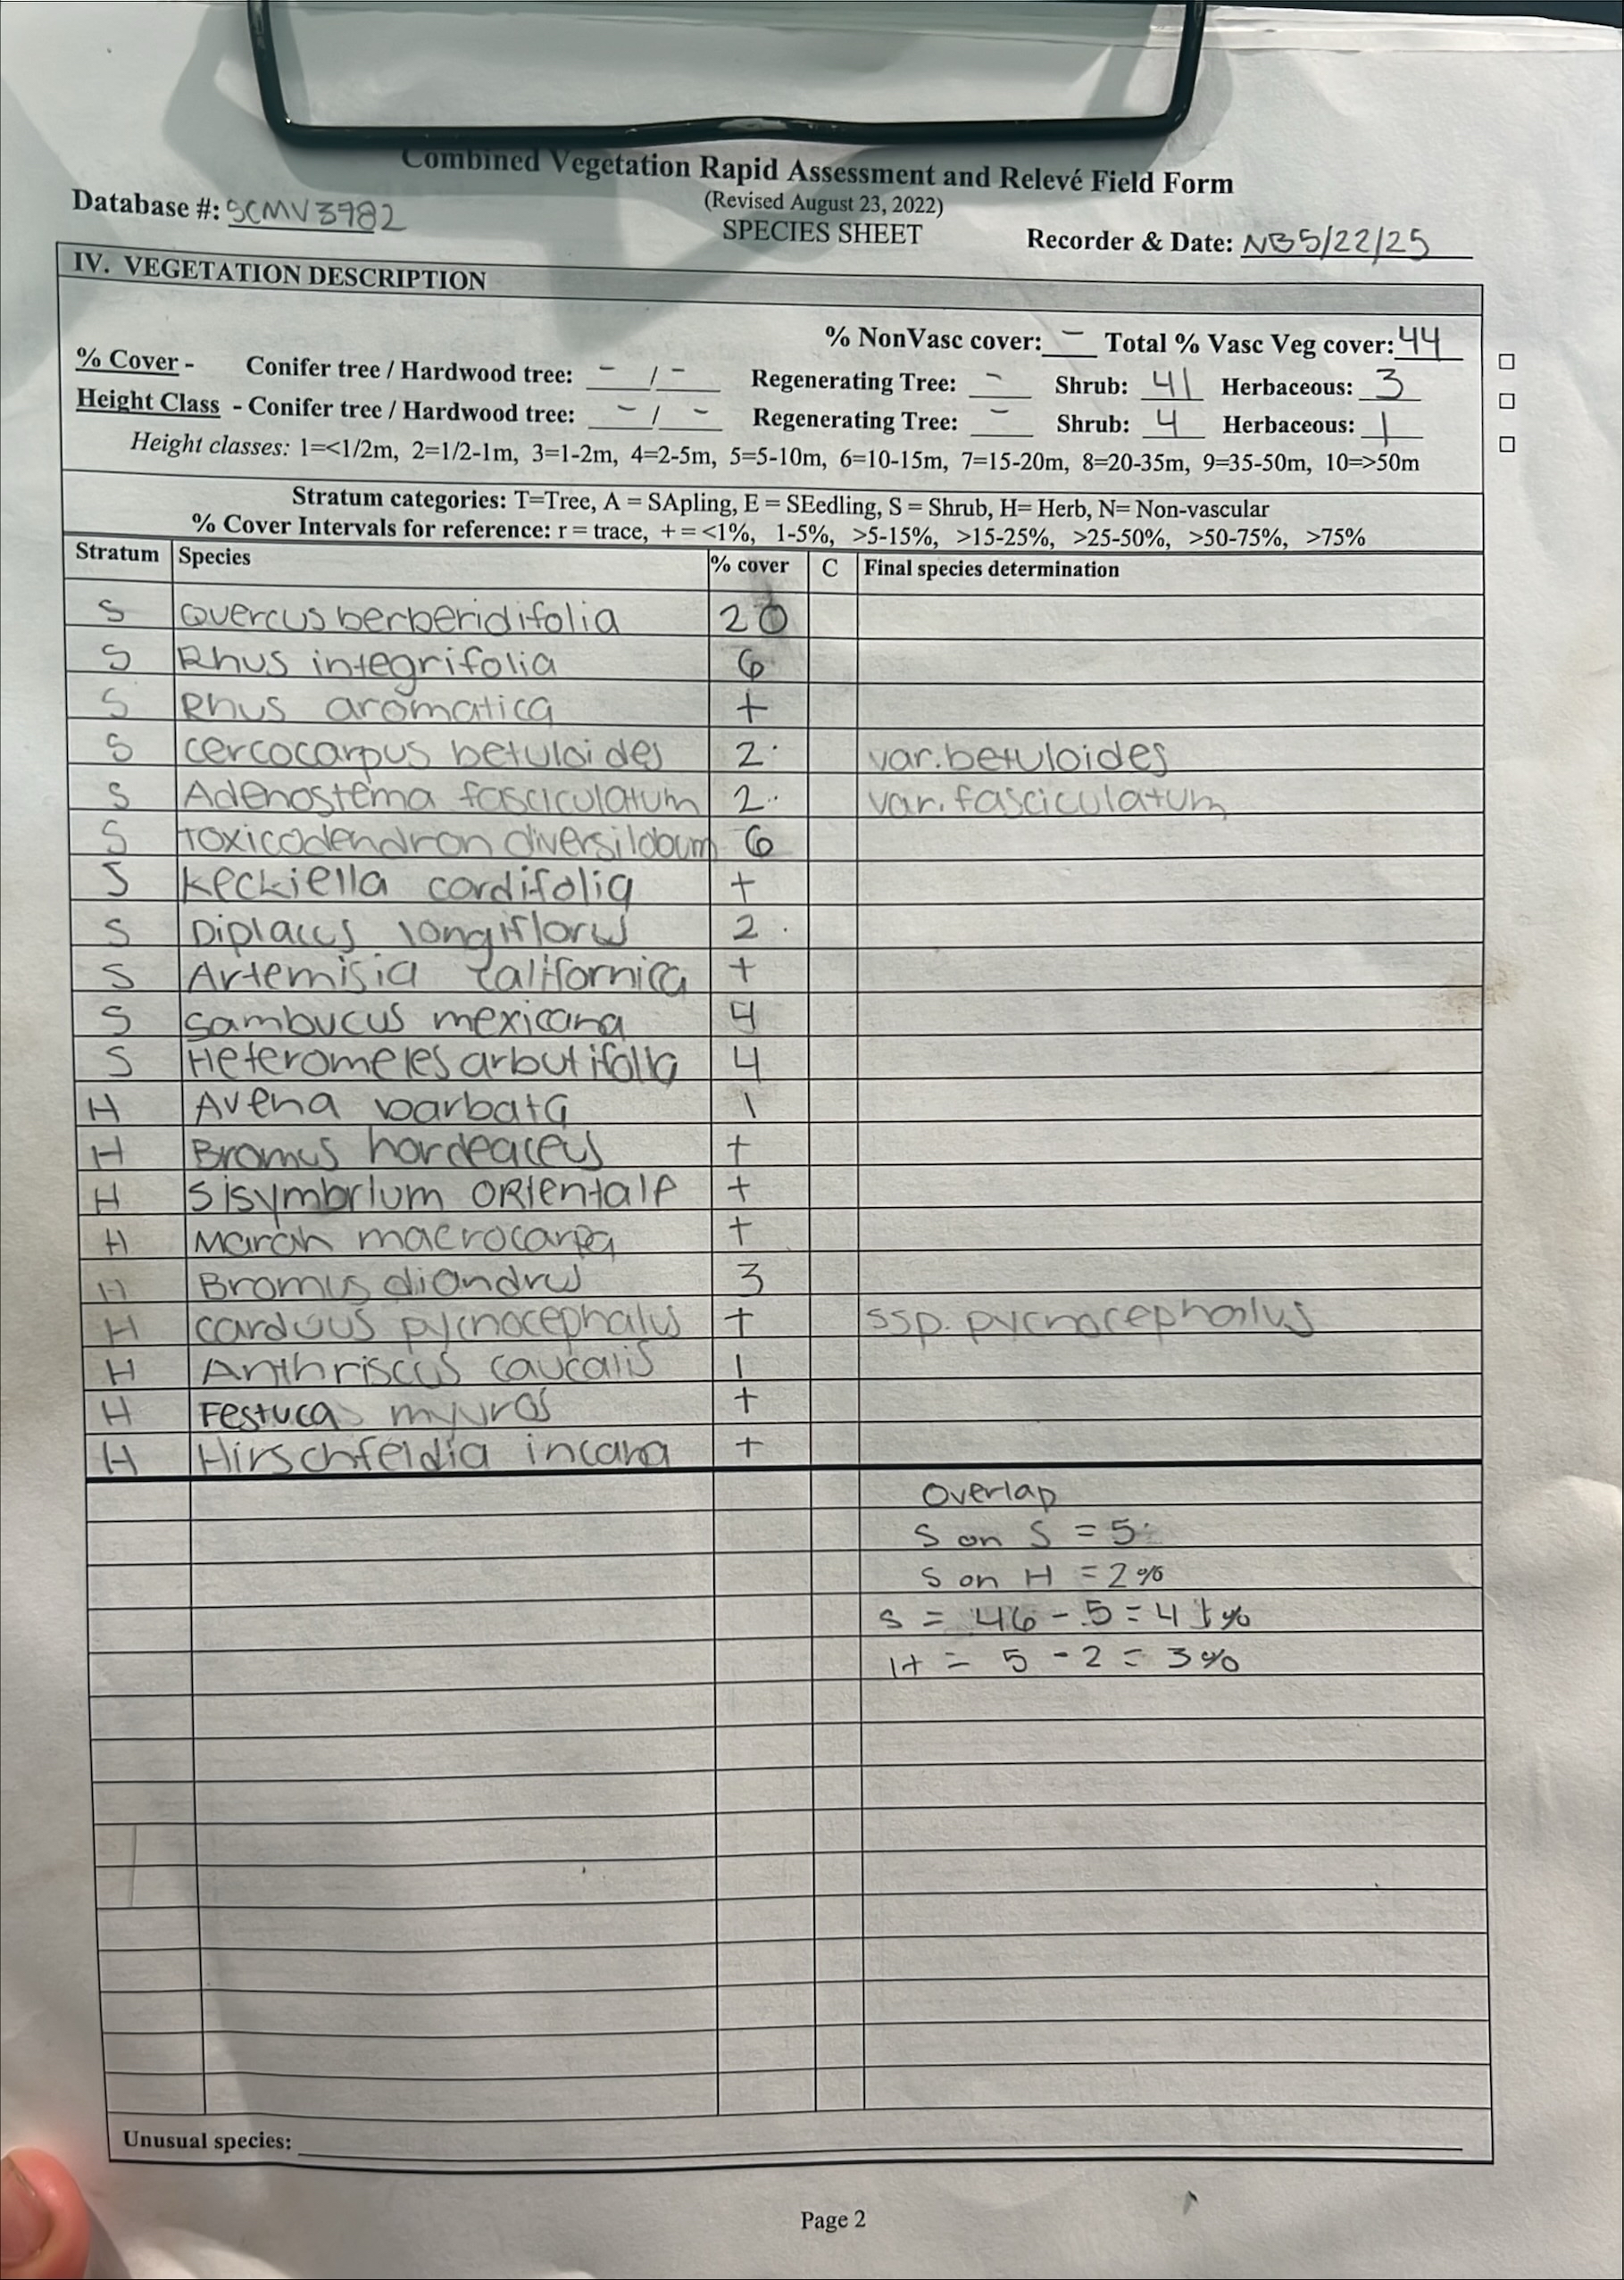 Combined Vegetation Rapid Assessment and Relevé Field Form
(Revised August 23, 2022)
Database #: SCMV3782
SPECIES SHEET
Recorder & Date: NB 5/22/25
IV. VEGETATION DESCRIPTION
% NonVasc cover: - Total % Vasc Veg cover: 44
% Cover - Conifer tree / Hardwood tree: - / - Regenerating Tree: - Shrub: 41 Herbaceous: 3
Height Class - Conifer tree / Hardwood tree: - / - Regenerating Tree: - Shrub: 4 Herbaceous: 1
Height classes: 1=<1/2m, 2=1/2-1m, 3=1-2m, 4=2-5m, 5=5-10m, 6=10-15m, 7=15-20m, 8=20-35m, 9=35-50m, 10=>50m
Stratum categories: T=Tree, A = SApling, E = SEedling, S = Shrub, H= Herb, N= Non-vascular
% Cover Intervals for reference: r = trace, + = <1%, 1-5%, >5-15%, >15-25%, >25-50%, >50-75%, >75%
Stratum Species % cover C Final species determination
S Quercus berberidifolia 20
S Rhus integrifolia 6
S Rhus aromatica +
S cercocarpus betuloides 2 var. betuloides
S Adenostema fasciculatum 2 var. fasciculatum
S toxicodendron diversilobum 6
S Keckiella cordifolia +
S Diplacus longiflorus 2
S Artemisia californica +
S Sambucus mexicana 4
S Heteromeles arbutifolia 4
H Avena barbata 1
H Bromus hordeaceus +
H Sisymbrium ORIentale +
H Marah macrocarpa +
H Bromus diandrus 3
H carduus pycnocephalus + ssp. pycnocephalus
H Anthriscus caucalis 1
H Festuca myuros +
H Hirschfeldia incana +
Overlap
S on S = 5
S on H = 2%
S = 46 - 5 = 41%
H = 5 - 2 = 3%
Unusual species:
Page 2